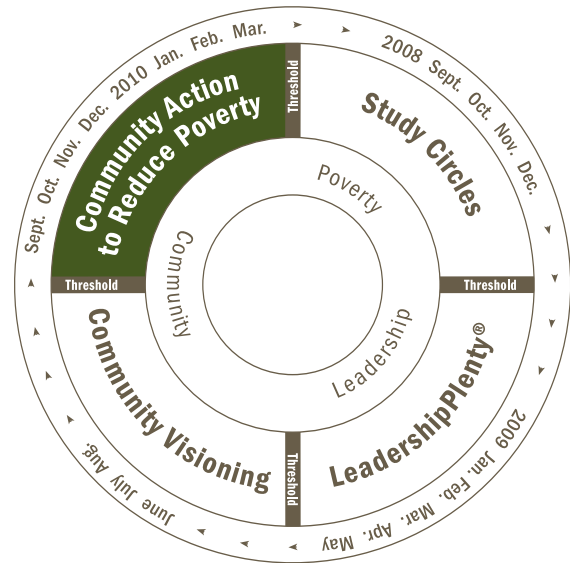 2008 Sept. Oct. Nov. Dec.
2009 Jan. Feb. Mar. Apr. May
June July Aug.
Sept. Oct. Nov. Dec. 2010 Jan. Feb. Mar.
Threshold
Study Circles
Threshold
LeadershipPlenty®
Threshold
Community Visioning
Threshold
Community Action
to Reduce Poverty
Poverty
Leadership
Community